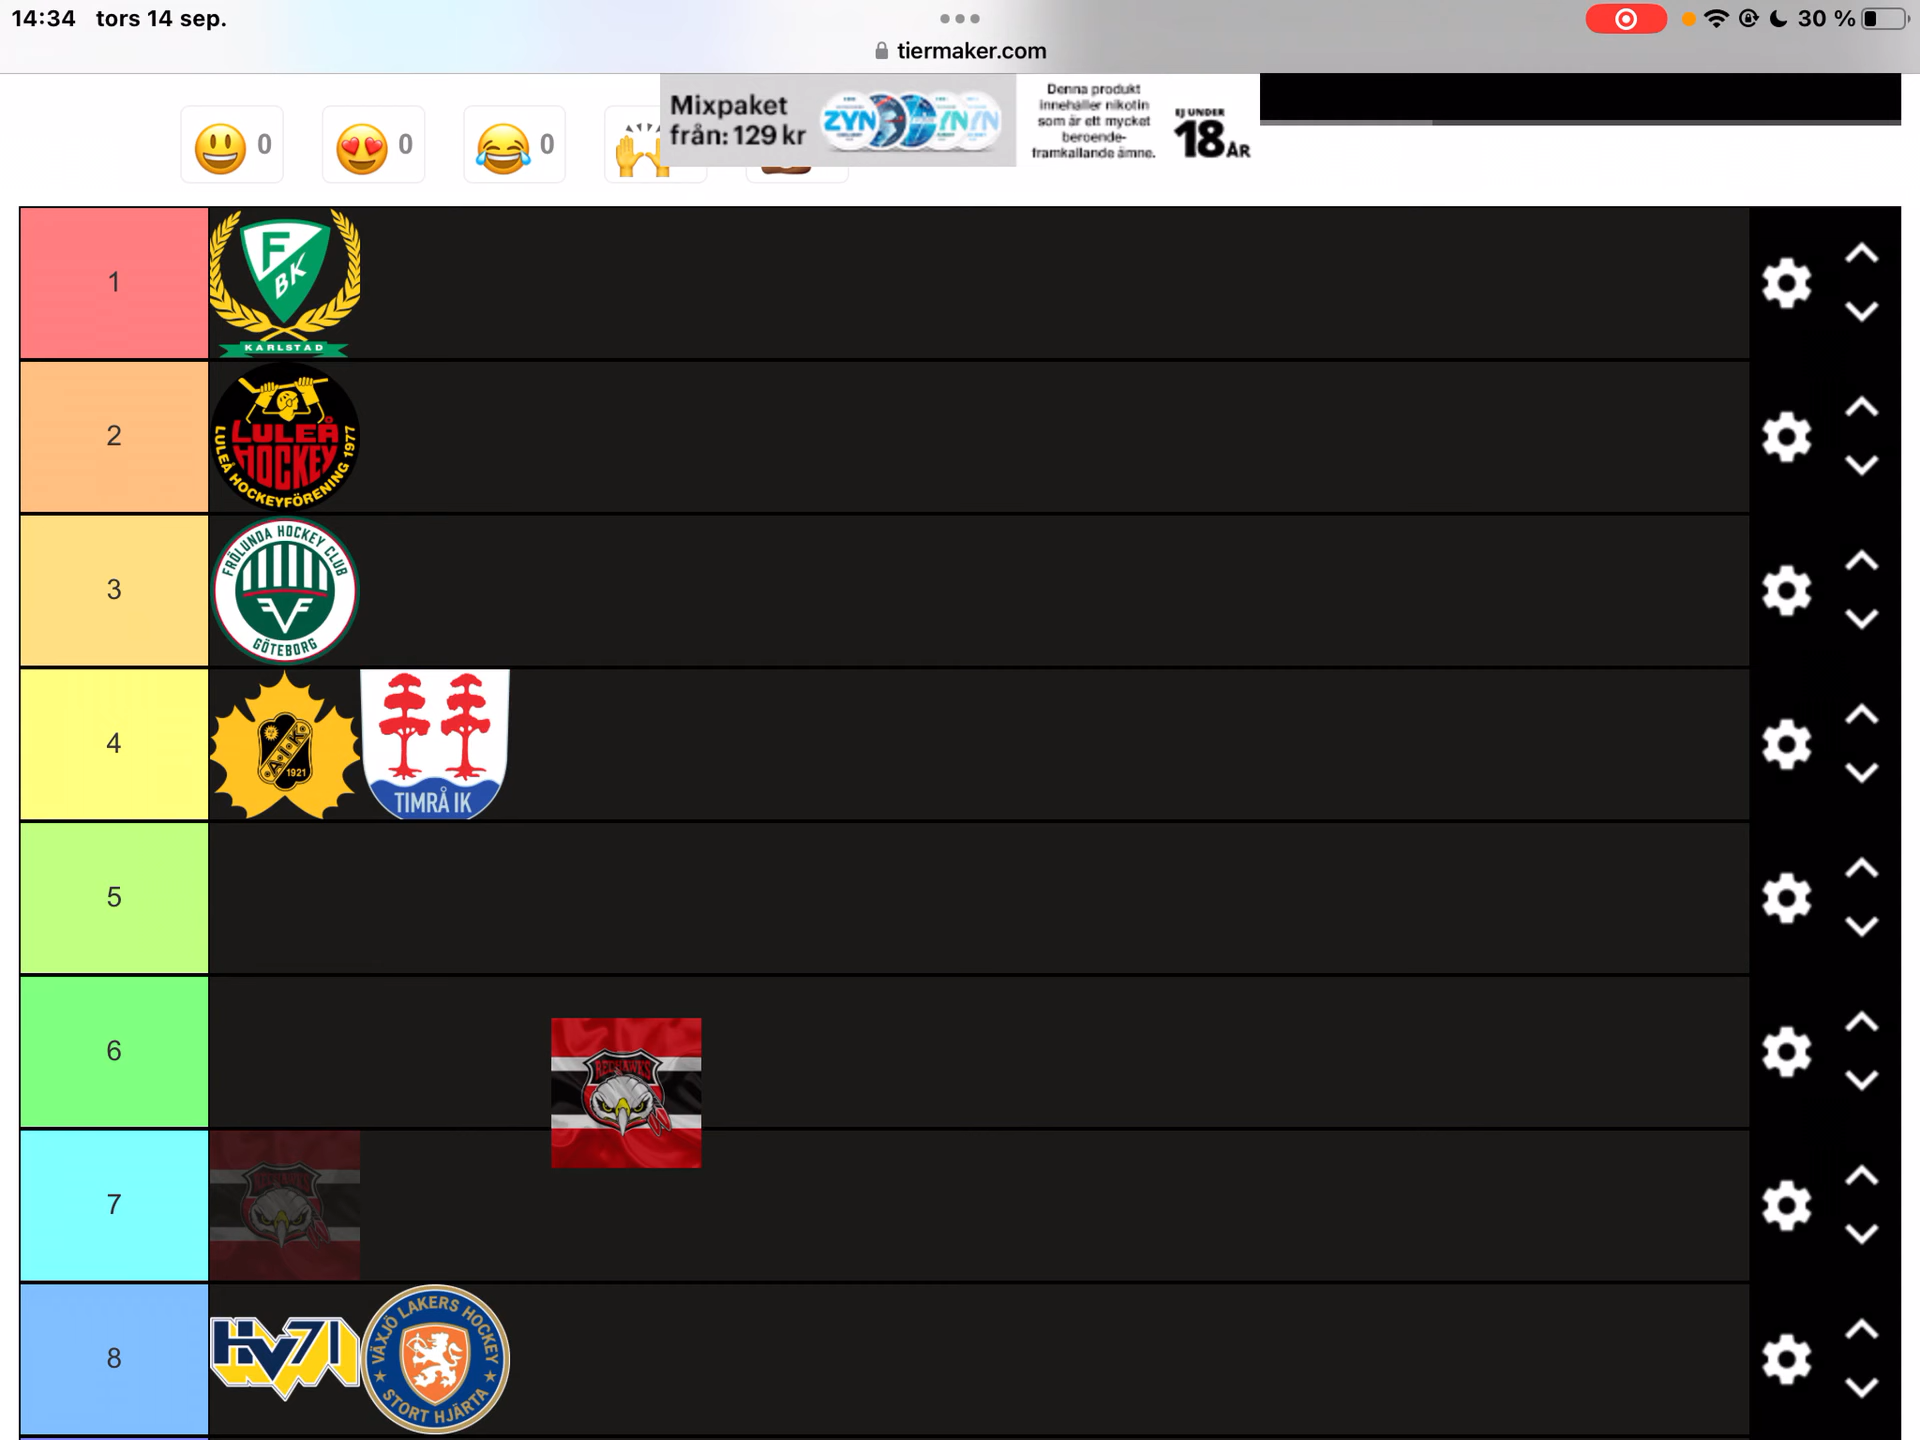 14:34 tors 14 sep.
30 %
tiermaker.com
Mixpaket
från: 129 kr
ZYN
Denna produkt
innehåller nikotin
som är ett mycket
beroende-
framkallande ämne.
EJ UNDER
18 ÅR
0
0
0
1
F
BK
KARLSTAD
2
LULEÅ
HOCKEY
LULEÅ HOCKEYFÖRENING 1977
3
FRÖLUNDA HOCKEY CLUB
GÖTEBORG
4
A·I·K
1921
TIMRÅ IK
5
6
REDHAWKS
7
REDHAWKS
8
HV71
VÄXJÖ LAKERS HOCKEY
STORT HJÄRTA